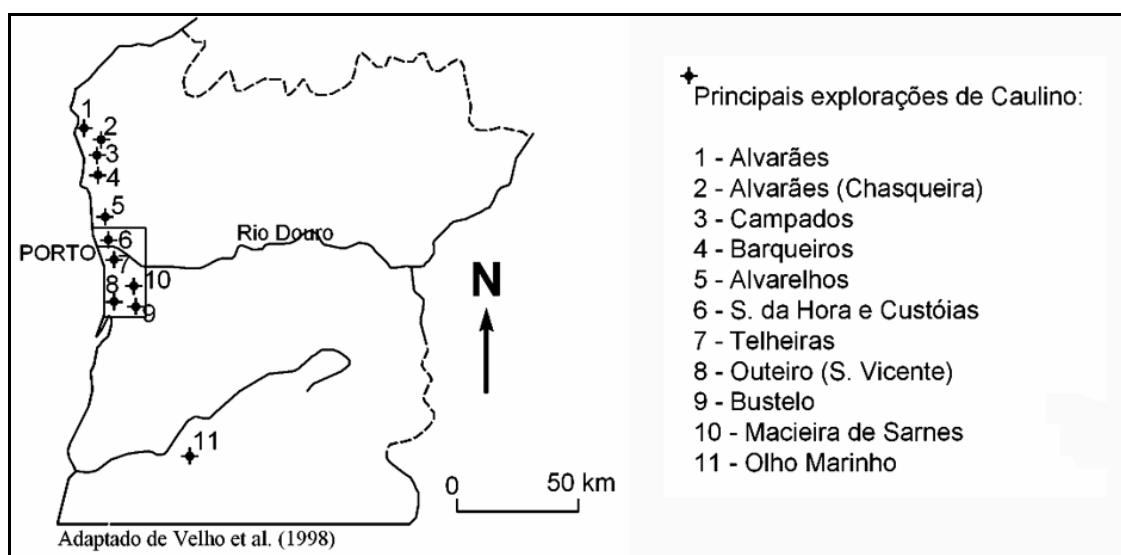 1
2
3
4
5
6
PORTO
Rio Douro
7
8
10
9
11
N
0 50 km
Adaptado de Velho et al. (1998)
Principais explorações de Caulino:
1 - Alvarães
2 - Alvarães (Chasqueira)
3 - Campados
4 - Barqueiros
5 - Alvarelhos
6 - S. da Hora e Custóias
7 - Telheiras
8 - Outeiro (S. Vicente)
9 - Bustelo
10 - Macieira de Sarnes
11 - Olho Marinho